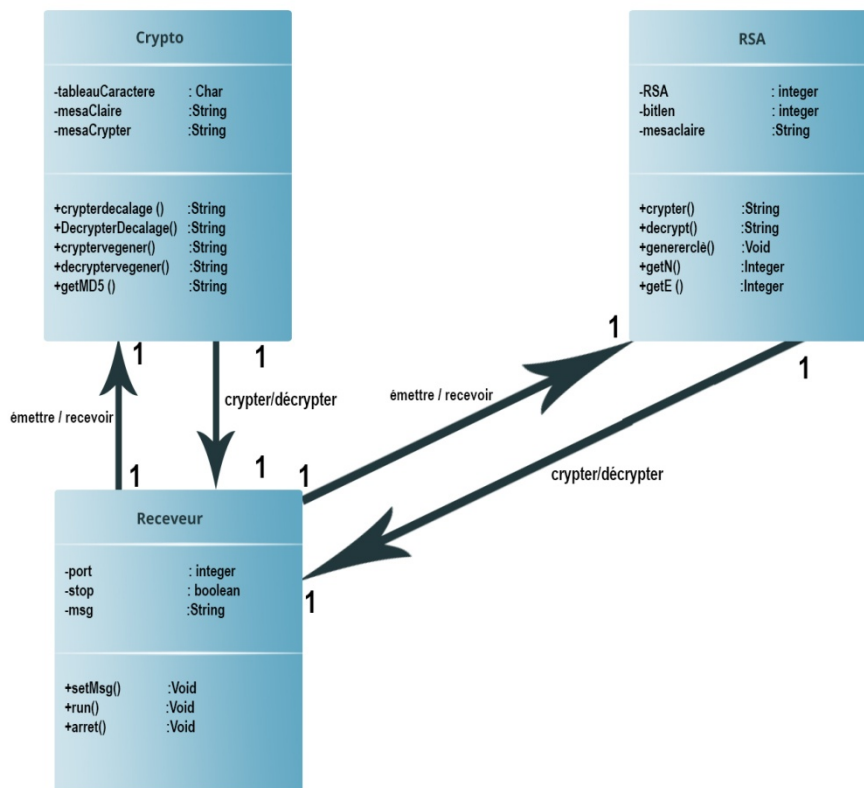 Crypto
-tableauCaractere : Char
-mesaClaire :String
-mesaCrypter :String
+crypterdecalage () :String
+DecrypterDecalage() :String
+cryptervegener() :String
+decryptervegener() :String
+getMD5 () :String
RSA
-RSA : integer
-bitlen : integer
-mesaclaire :String
+crypter() :String
+decrypt() :String
+genererclé() :Void
+getN() :Integer
+getE () :Integer
1 1
1
1
crypter/décrypter
émettre / recevoir
émettre / recevoir
crypter/décrypter
1 1 1
1
Receveur
-port : integer
-stop : boolean
-msg :String
+setMsg() :Void
+run() :Void
+arret() :Void